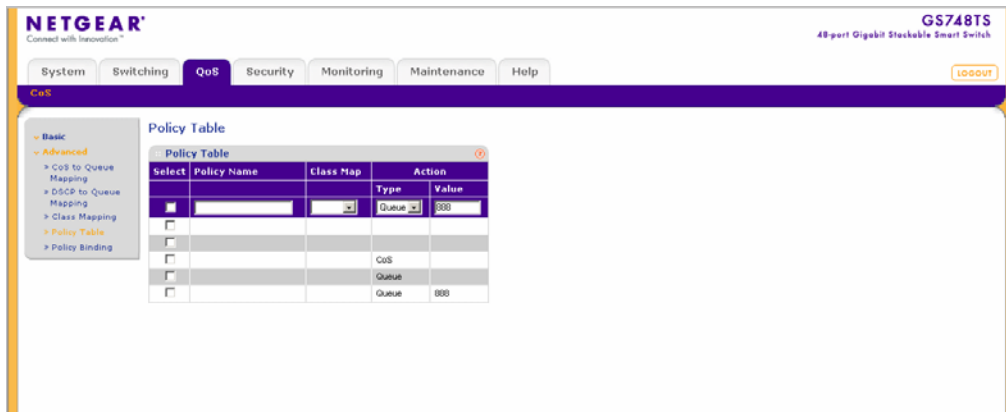 NETGEAR®
Connect with Innovation™
GS748TS
48-port Gigabit Stackable Smart Switch
System Switching QoS Security Monitoring Maintenance Help LOGOUT
CoS
Basic
Advanced
» CoS to Queue
Mapping
» DSCP to Queue
Mapping
» Class Mapping
» Policy Table
» Policy Binding
Policy Table
Policy Table
Select Policy Name Class Map Action
Type Value
Queue 888
CoS
Queue
Queue 888